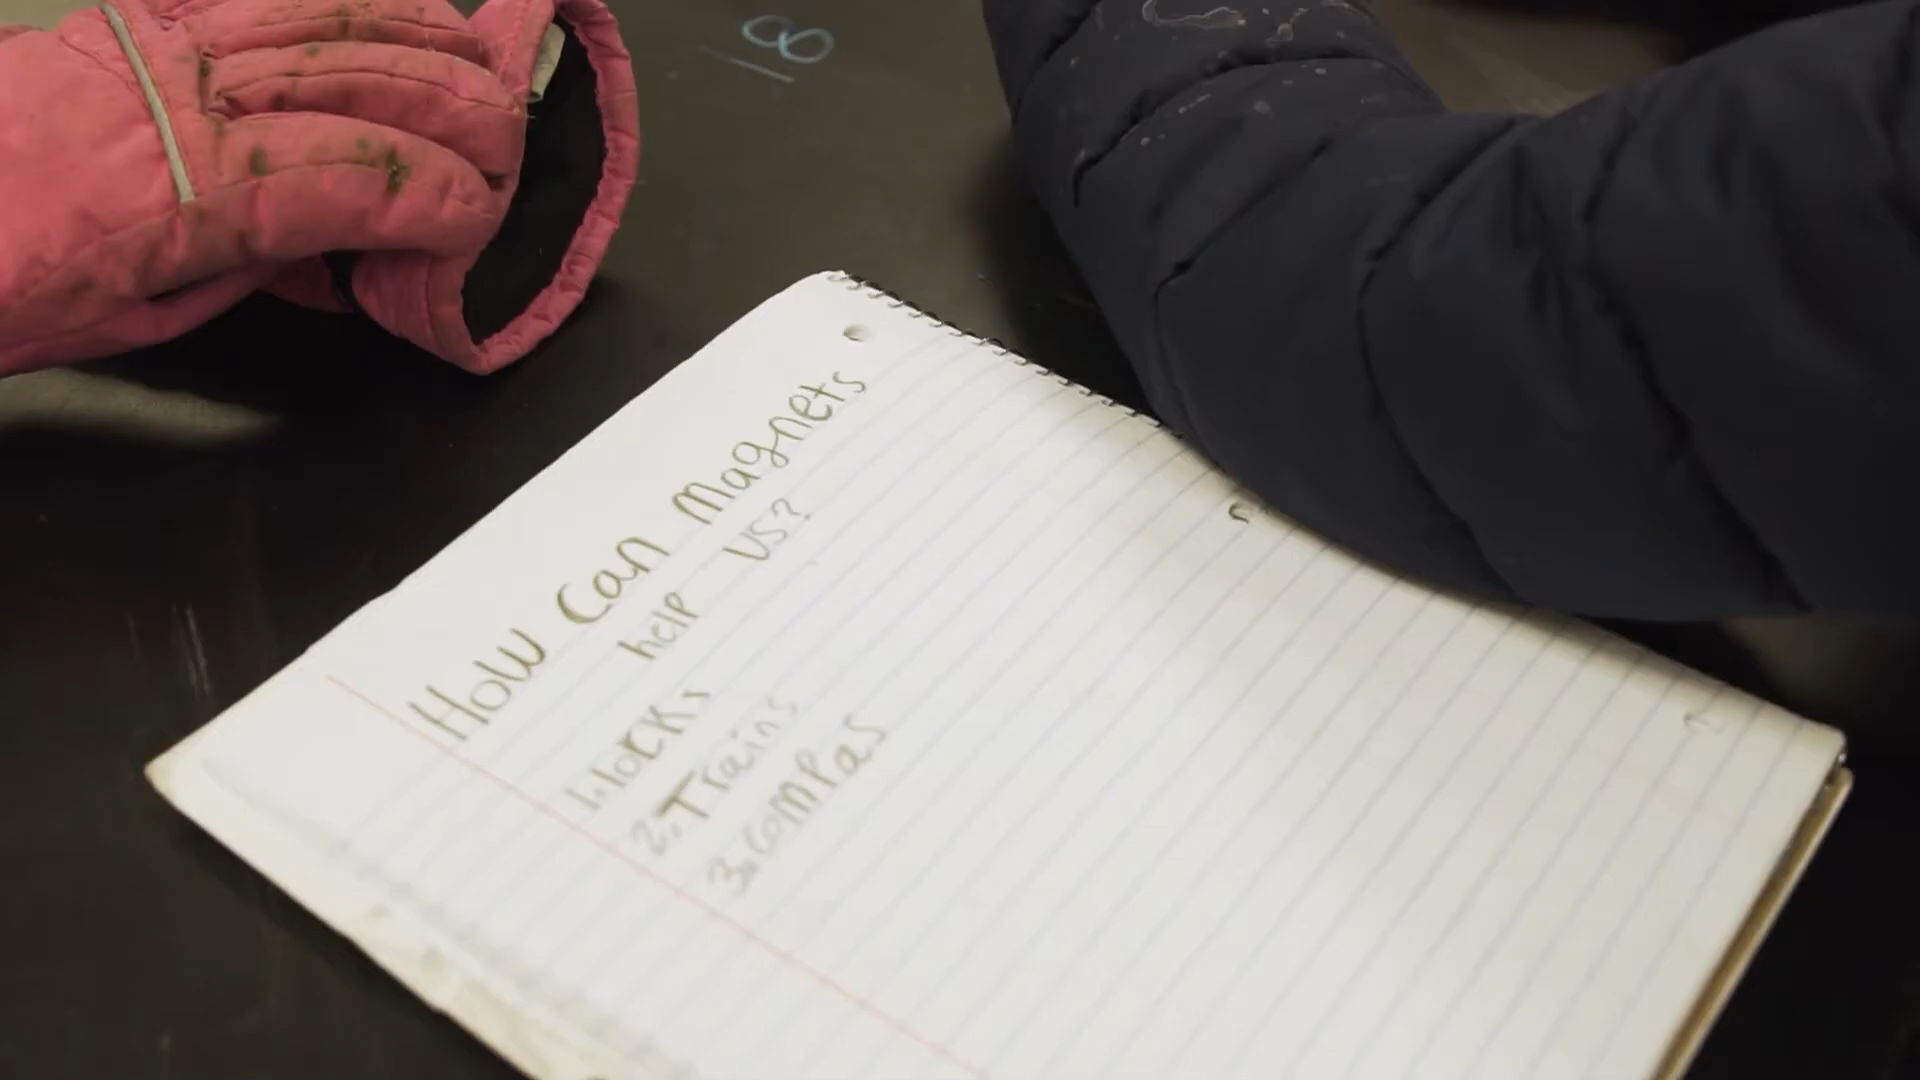 18
How Can magnets
help us?
1. locks
2. Trains
3. compas